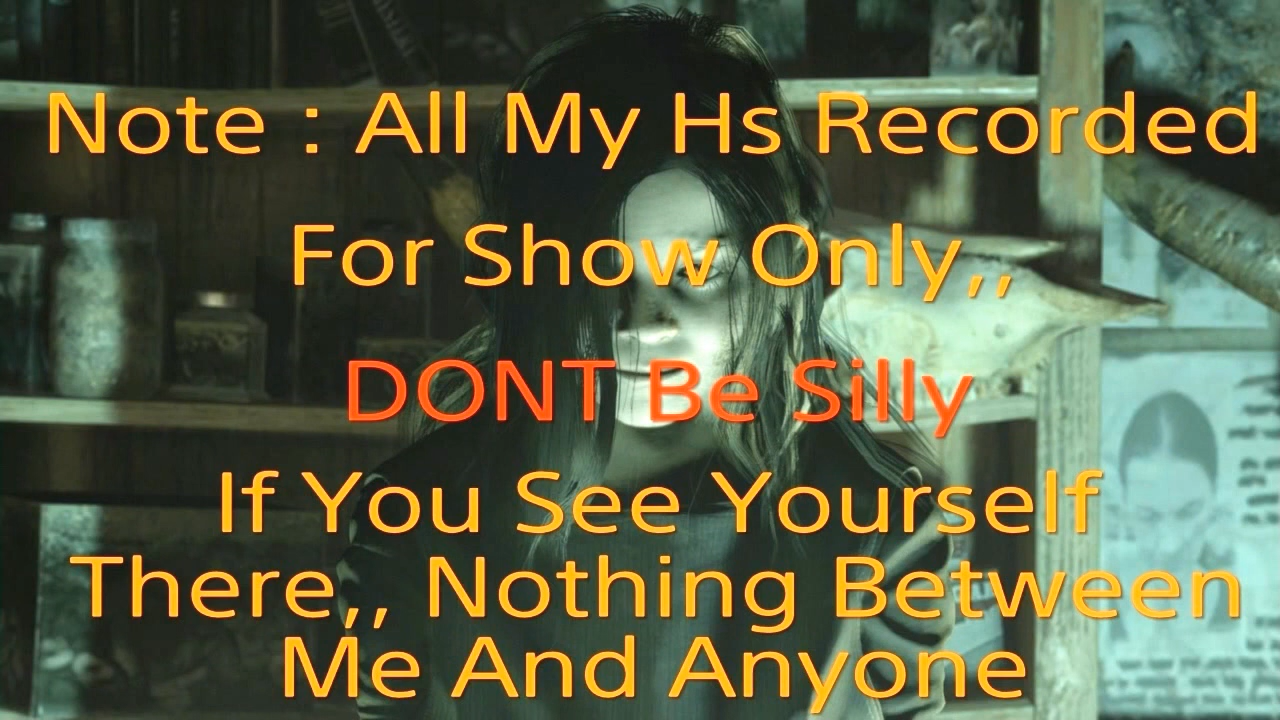 Note : All My Hs Recorded
For Show Only,,
DONT Be Silly
If You See Yourself
There,, Nothing Between
Me And Anyone